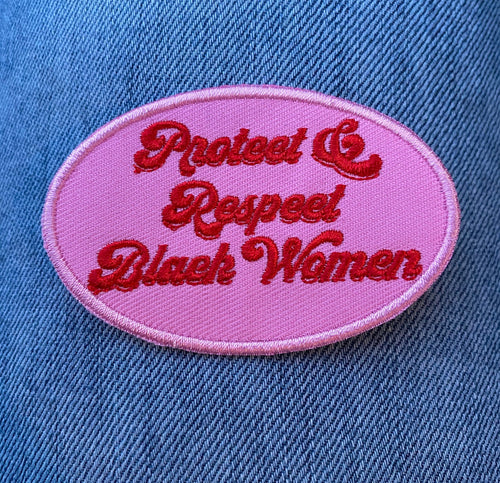 Protect &
Respect
Black Women